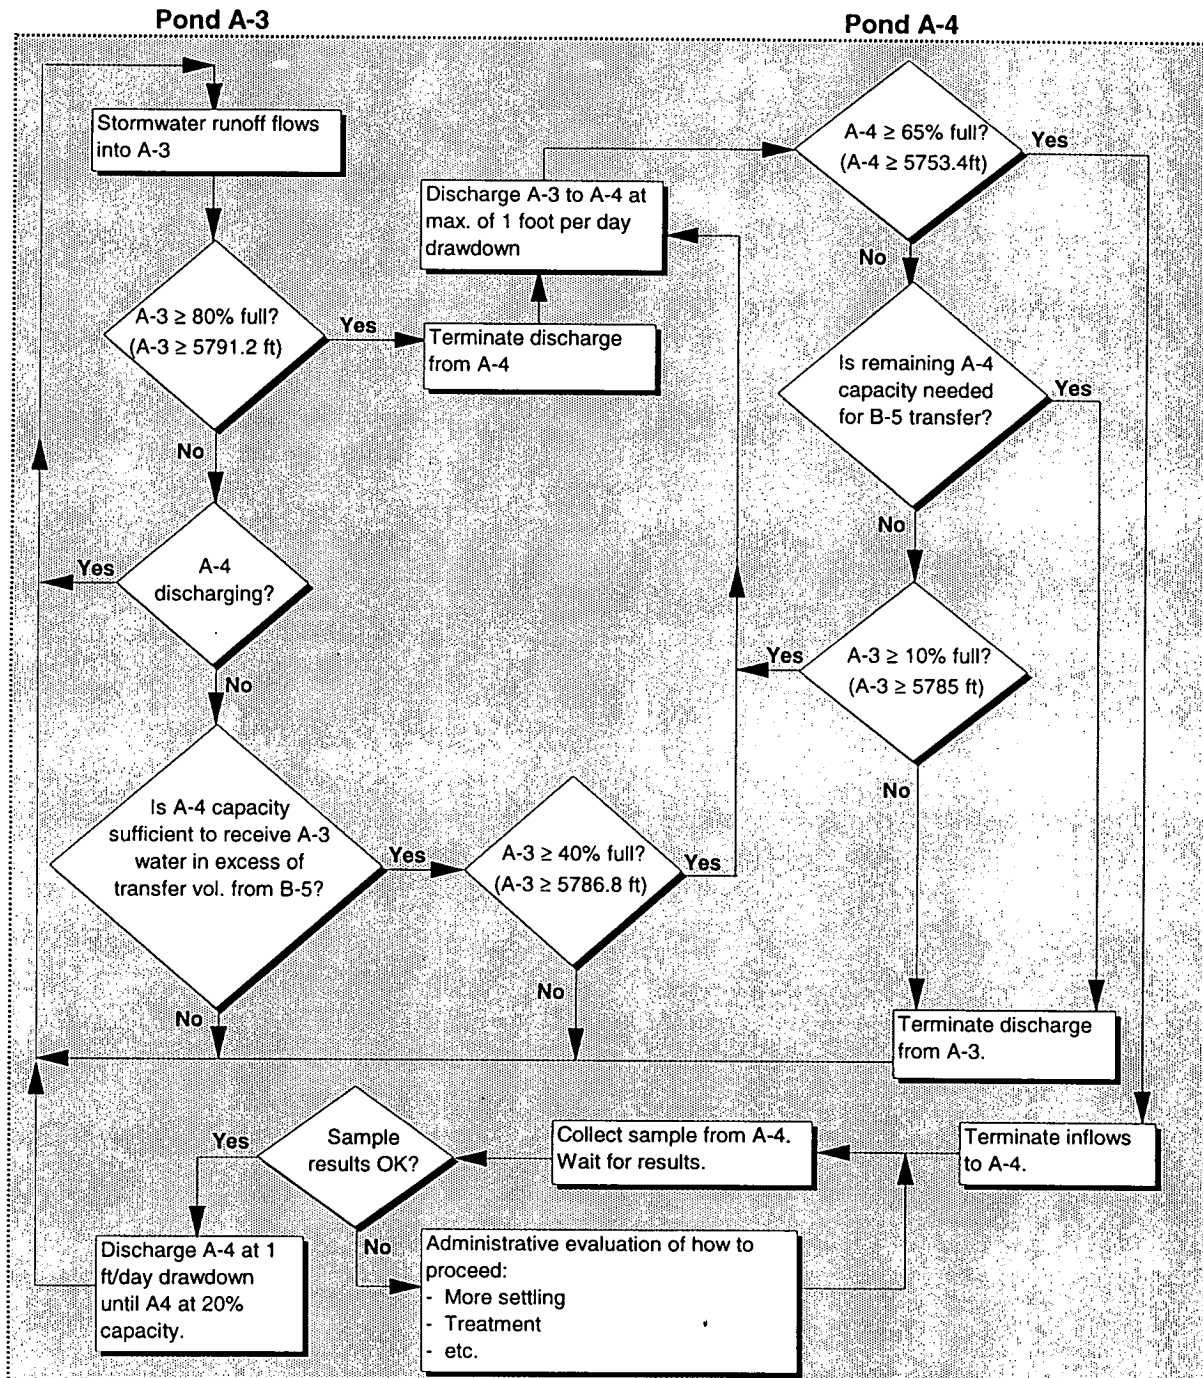 Pond A-3
Pond A-4
Stormwater runoff flows
into A-3
A-3 ≥ 80% full?
(A-3 ≥ 5791.2 ft)
Yes
No
Discharge A-3 to A-4 at
max. of 1 foot per day
drawdown
Terminate discharge
from A-4
A-4 ≥ 65% full?
(A-4 ≥ 5753.4ft)
Yes
No
Is remaining A-4
capacity needed
for B-5 transfer?
Yes
No
A-4
discharging?
Yes
No
A-3 ≥ 10% full?
(A-3 ≥ 5785 ft)
Yes
No
Is A-4 capacity
sufficient to receive A-3
water in excess of
transfer vol. from B-5?
Yes
No
A-3 ≥ 40% full?
(A-3 ≥ 5786.8 ft)
Yes
No
Terminate discharge
from A-3.
Terminate inflows
to A-4.
Collect sample from A-4.
Wait for results.
Sample
results OK?
Yes
No
Discharge A-4 at 1
ft/day drawdown
until A4 at 20%
capacity.
Administrative evaluation of how to
proceed:
- More settling
- Treatment
- etc.